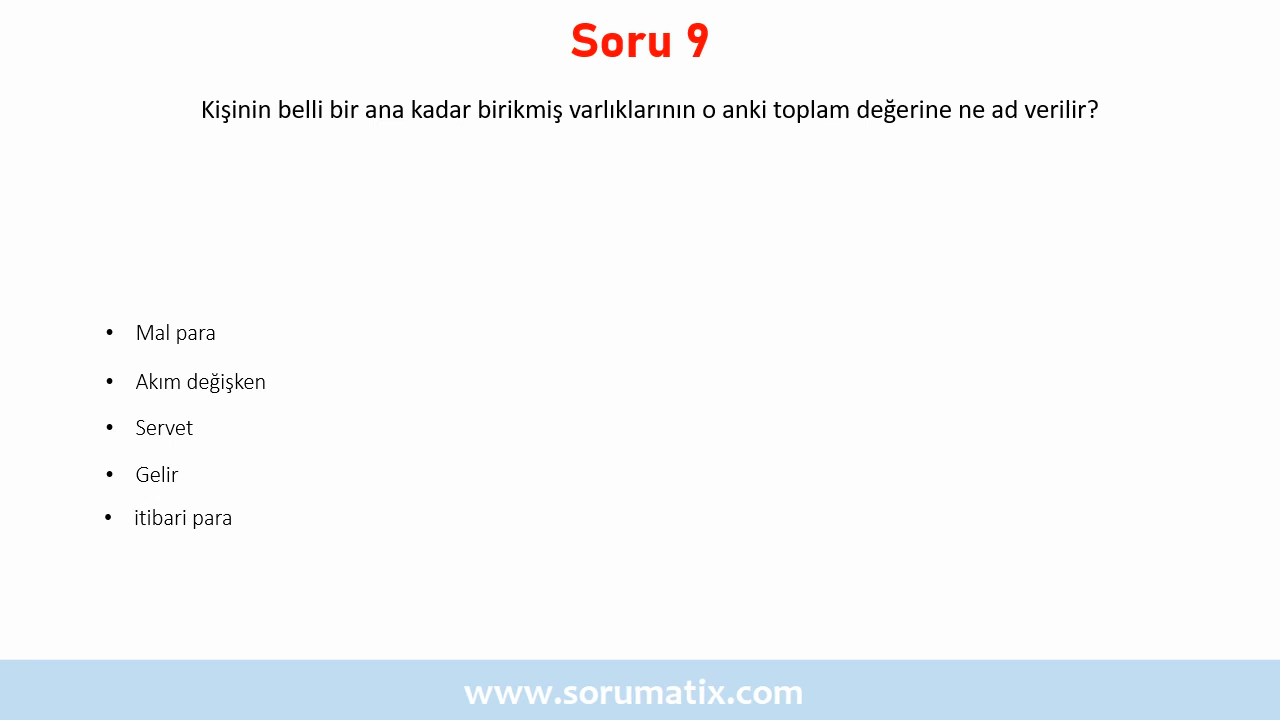 Soru 9
Kişinin belli bir ana kadar birikmiş varlıklarının o anki toplam değerine ne ad verilir?
• Mal para
• Akım değişken
• Servet
• Gelir
• itibari para
www.sorumatix.com